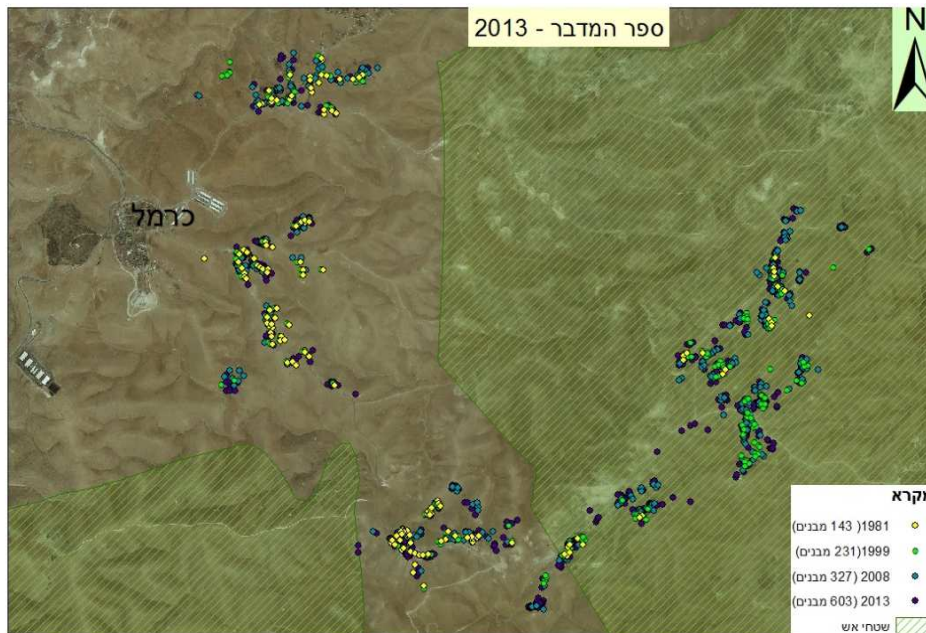 ספר המדבר - 2013
N
כרמל
מקרא
1981( 143 מבנים)
1999(231 מבנים)
2008 (327 מבנים)
2013 (603 מבנים)
שטחי אש